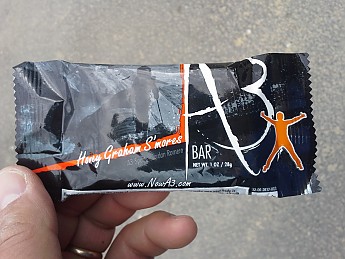 A3
Honey Graham S'mores
BAR
NET WT. 1 OZ / 28g
www.NowA3.com